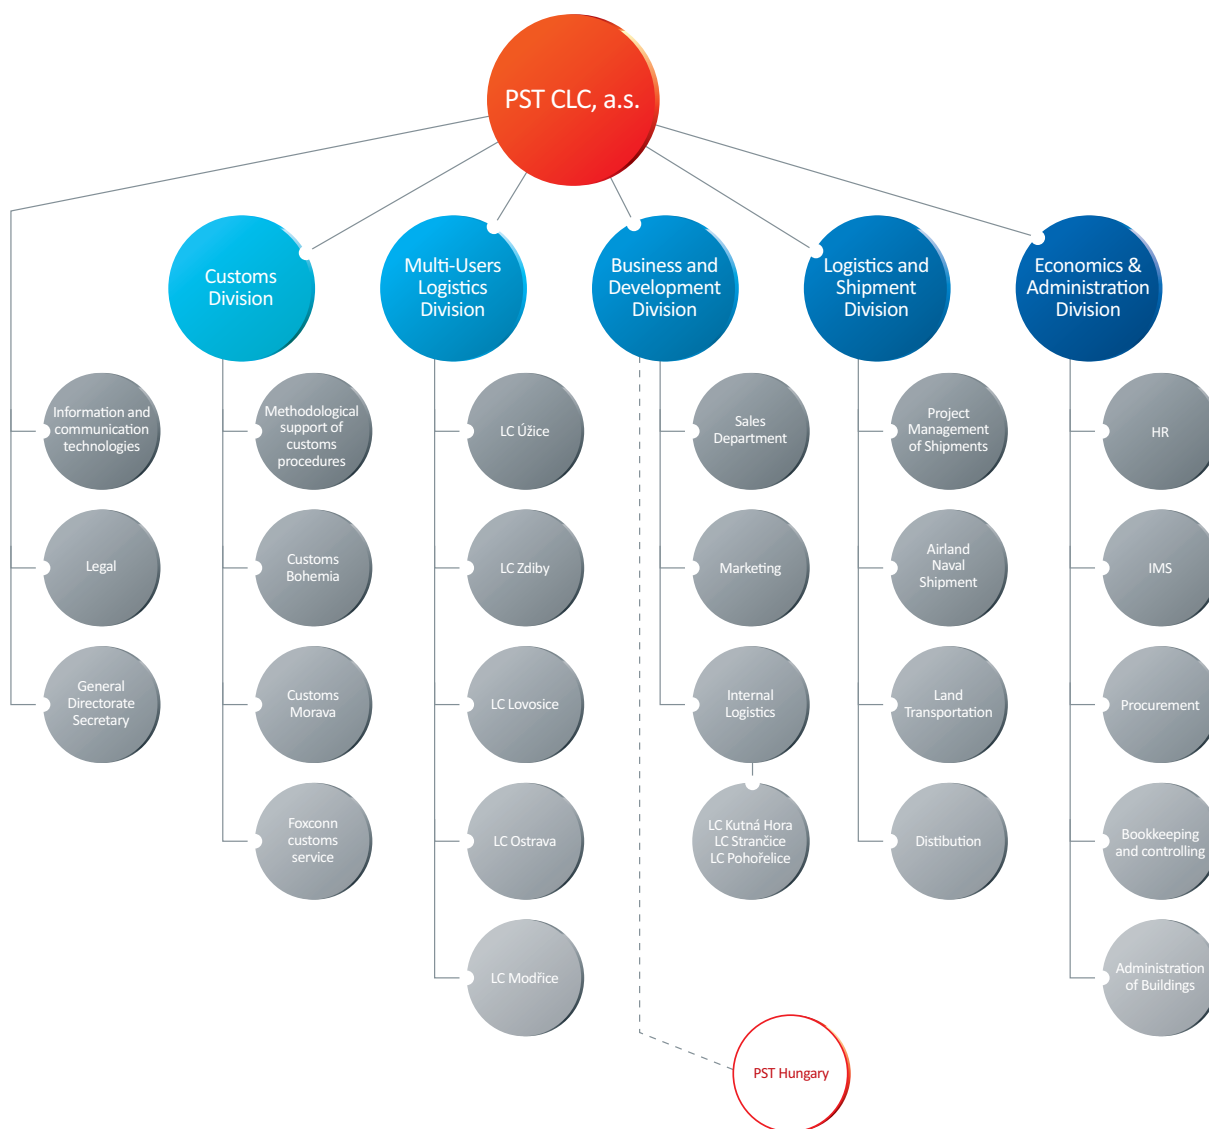 PST CLC, a.s.
Customs
Division
Multi-Users
Logistics
Division
Business and
Development
Division
Logistics and
Shipment
Division
Economics &
Administration
Division
Information and
communication
technologies
Legal
General
Directorate
Secretary
Methodological
support of
customs
procedures
Customs
Bohemia
Customs
Morava
Foxconn
customs
service
LC Úžice
LC Zdiby
LC Lovosice
LC Ostrava
LC Modřice
Sales
Department
Marketing
Internal
Logistics
LC Kutná Hora
LC Strančice
LC Pohořelice
PST Hungary
Project
Management
of Shipments
Airland
Naval
Shipment
Land
Transportation
Distibution
HR
IMS
Procurement
Bookkeeping
and controlling
Administration
of Buildings